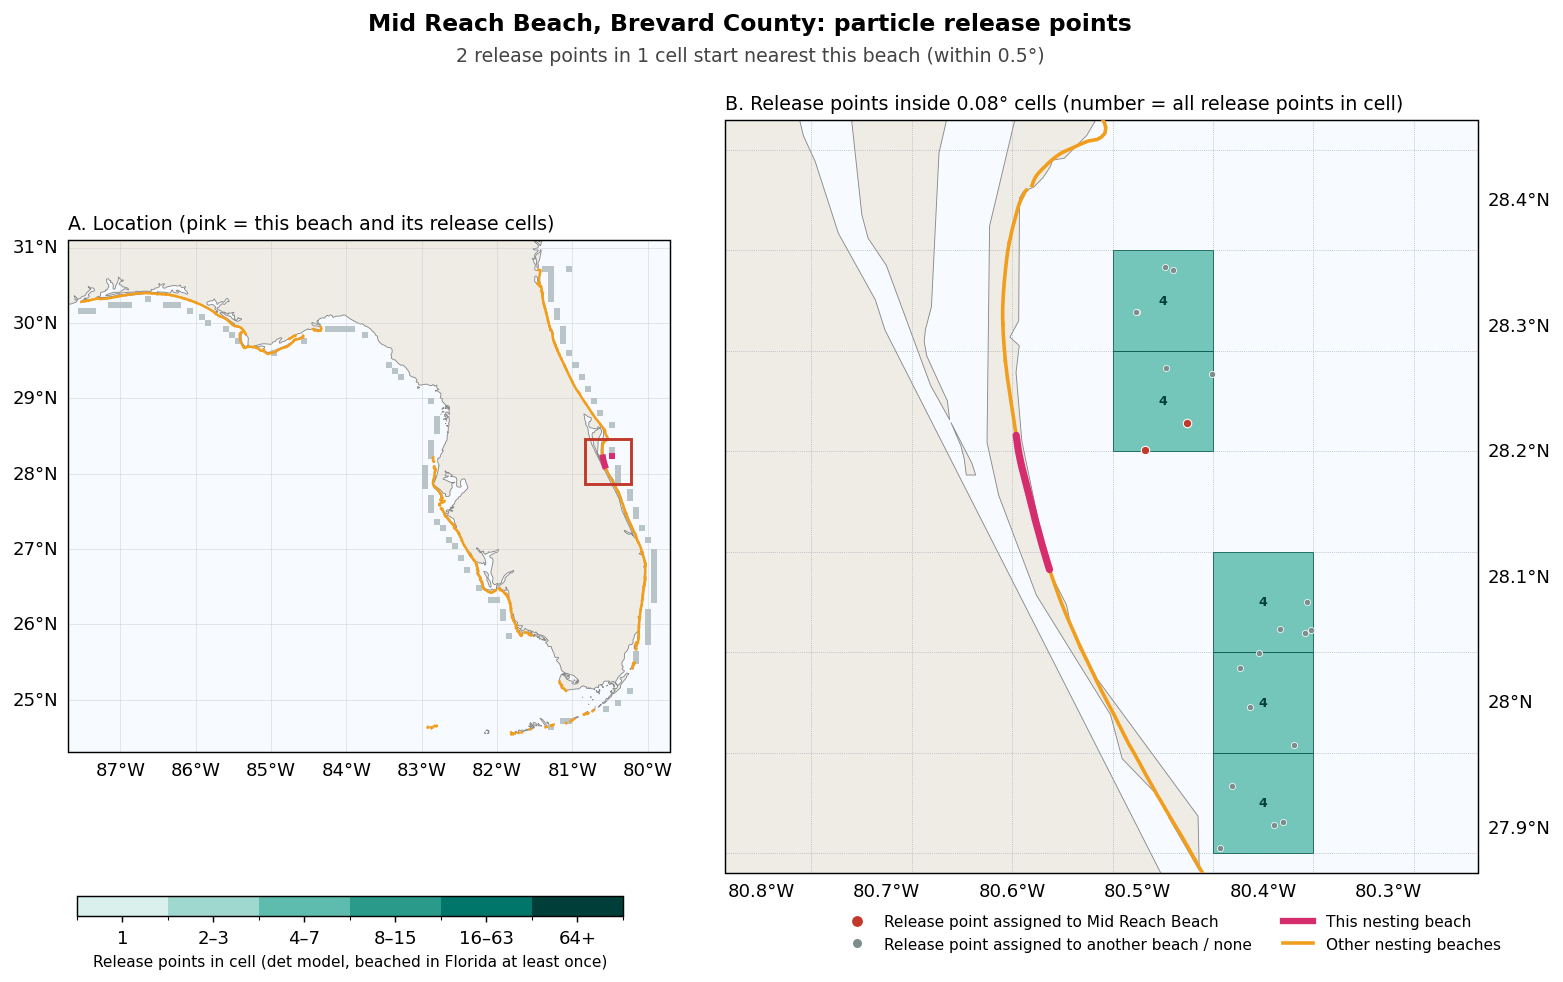 Mid Reach Beach, Brevard County: particle release points
2 release points in 1 cell start nearest this beach (within 0.5°)
A. Location (pink = this beach and its release cells)
31°N
30°N
29°N
28°N
27°N
26°N
25°N
87°W 86°W 85°W 84°W 83°W 82°W 81°W 80°W
1 2–3 4–7 8–15 16–63 64+
Release points in cell (det model, beached in Florida at least once)
B. Release points inside 0.08° cells (number = all release points in cell)
28.4°N
4
28.3°N
4
28.2°N
28.1°N
4
28°N
4
27.9°N
4
80.8°W 80.7°W 80.6°W 80.5°W 80.4°W 80.3°W
Release point assigned to Mid Reach Beach
Release point assigned to another beach / none
This nesting beach
Other nesting beaches